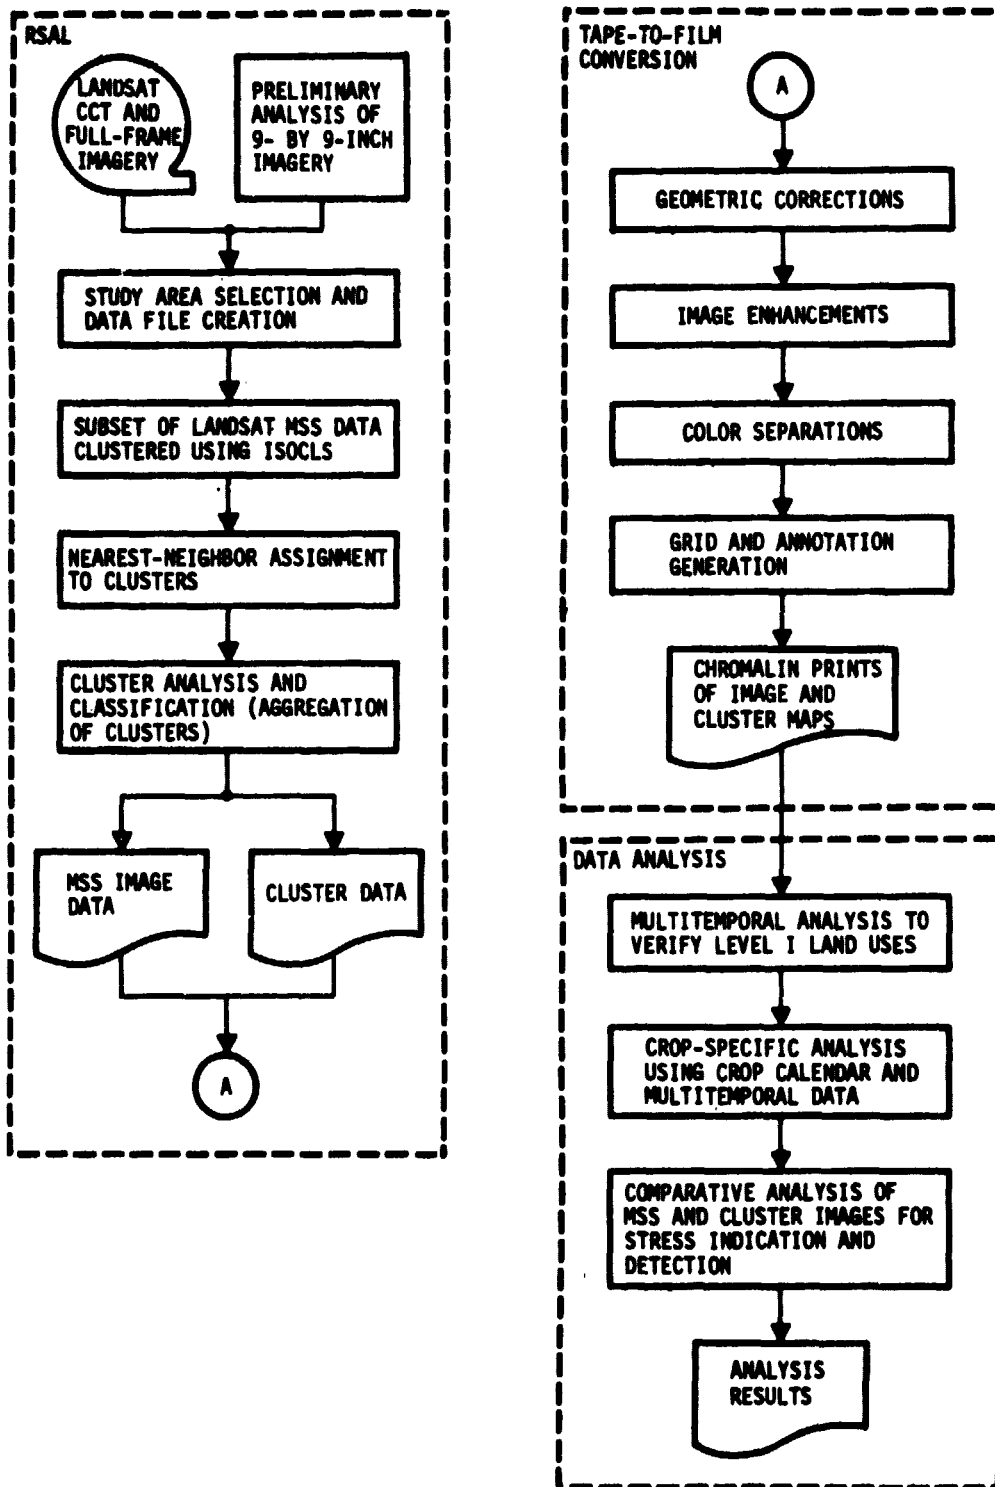 RSAL
LANDSAT
CCT AND
FULL-FRAME
IMAGERY
PRELIMINARY
ANALYSIS OF
9- BY 9-INCH
IMAGERY
STUDY AREA SELECTION AND
DATA FILE CREATION
SUBSET OF LANDSAT MSS DATA
CLUSTERED USING ISOCLS
NEAREST-NEIGHBOR ASSIGNMENT
TO CLUSTERS
CLUSTER ANALYSIS AND
CLASSIFICATION (AGGREGATION
OF CLUSTERS)
MSS IMAGE
DATA
CLUSTER DATA
A
TAPE-TO-FILM
CONVERSION
A
GEOMETRIC CORRECTIONS
IMAGE ENHANCEMENTS
COLOR SEPARATIONS
GRID AND ANNOTATION
GENERATION
CHROMALIN PRINTS
OF IMAGE AND
CLUSTER MAPS
DATA ANALYSIS
MULTITEMPORAL ANALYSIS TO
VERIFY LEVEL I LAND USES
CROP-SPECIFIC ANALYSIS
USING CROP CALENDAR AND
MULTITEMPORAL DATA
COMPARATIVE ANALYSIS OF
MSS AND CLUSTER IMAGES FOR
STRESS INDICATION AND
DETECTION
ANALYSIS
RESULTS